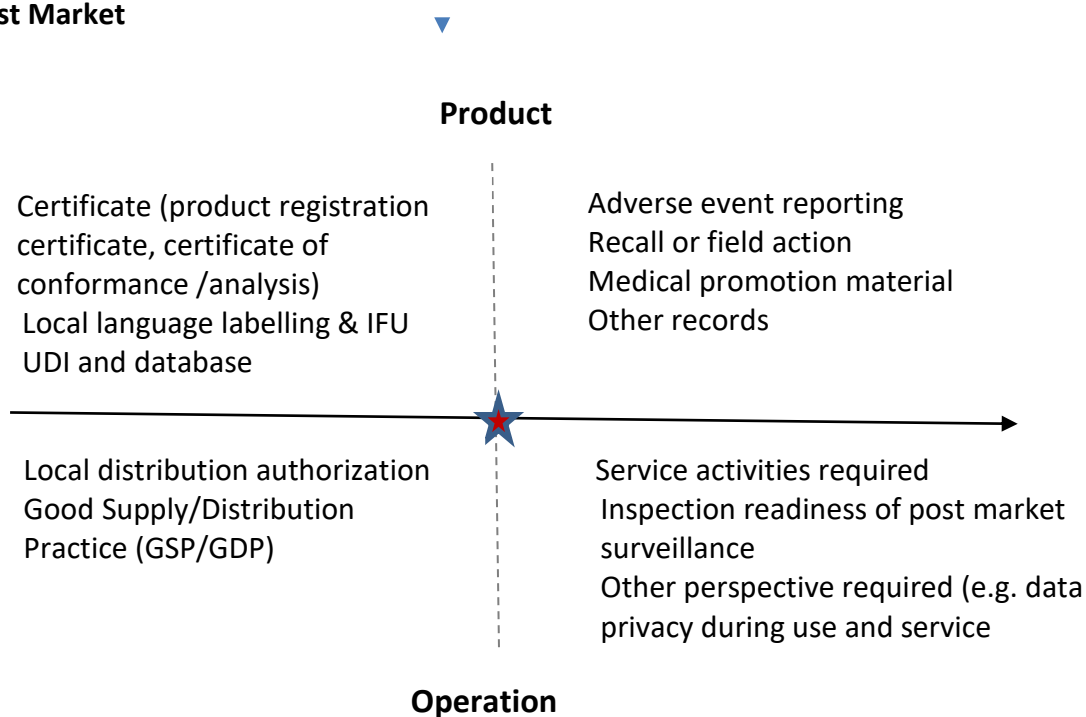 st Market
Product
Certificate (product registration
certificate, certificate of
conformance /analysis)
Local language labelling & IFU
UDI and database
Adverse event reporting
Recall or field action
Medical promotion material
Other records
Local distribution authorization
Good Supply/Distribution
Practice (GSP/GDP)
Service activities required
Inspection readiness of post market
surveillance
Other perspective required (e.g. data
privacy during use and service
Operation